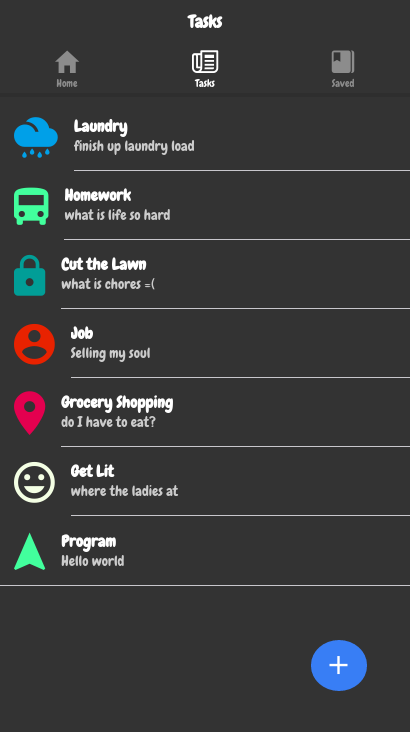 Tasks
Home
Tasks
Saved
Laundry
finish up laundry load
Homework
what is life so hard
Cut the Lawn
what is chores =(
Job
Selling my soul
Grocery Shopping
do I have to eat?
Get Lit
where the ladies at
Program
Hello world